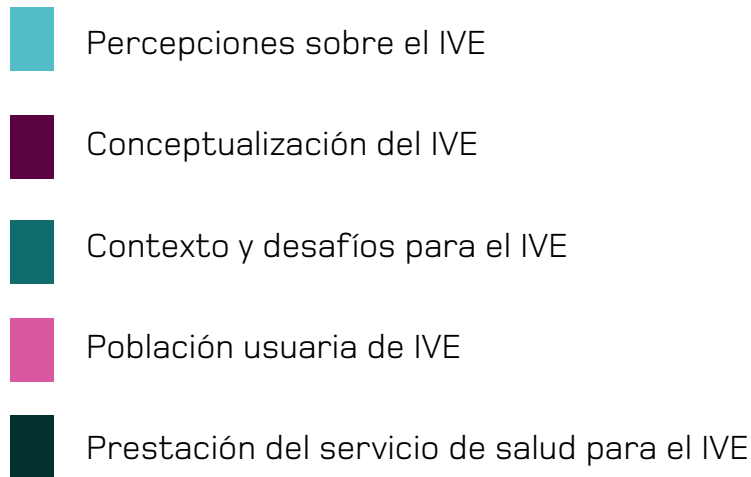 Percepciones sobre el IVE
Conceptualización del IVE
Contexto y desafíos para el IVE
Población usuaria de IVE
Prestación del servicio de salud para el IVE